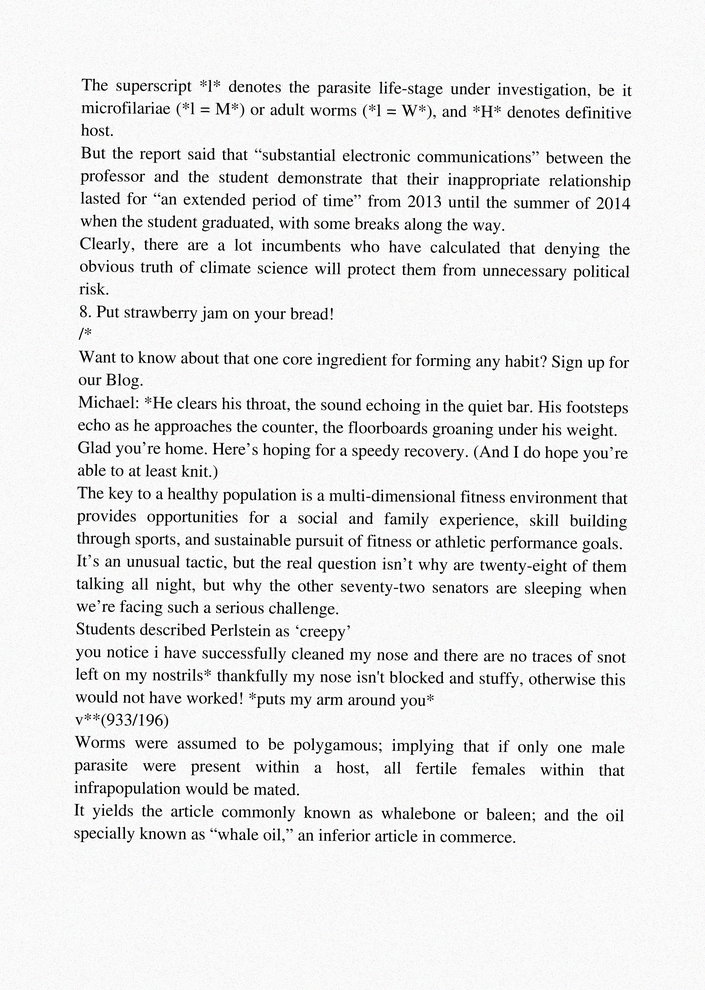 The superscript *l* denotes the parasite life-stage under investigation, be it
microfilariae (*l = M*) or adult worms (*l = W*), and *H* denotes definitive
host.
But the report said that “substantial electronic communications” between the
professor and the student demonstrate that their inappropriate relationship
lasted for “an extended period of time” from 2013 until the summer of 2014
when the student graduated, with some breaks along the way.
Clearly, there are a lot incumbents who have calculated that denying the
obvious truth of climate science will protect them from unnecessary political
risk.
8. Put strawberry jam on your bread!
/*
Want to know about that one core ingredient for forming any habit? Sign up for
our Blog.
Michael: *He clears his throat, the sound echoing in the quiet bar. His footsteps
echo as he approaches the counter, the floorboards groaning under his weight.
Glad you’re home. Here’s hoping for a speedy recovery. (And I do hope you’re
able to at least knit.)
The key to a healthy population is a multi-dimensional fitness environment that
provides opportunities for a social and family experience, skill building
through sports, and sustainable pursuit of fitness or athletic performance goals.
It’s an unusual tactic, but the real question isn’t why are twenty-eight of them
talking all night, but why the other seventy-two senators are sleeping when
we’re facing such a serious challenge.
Students described Perlstein as ‘creepy’
you notice i have successfully cleaned my nose and there are no traces of snot
left on my nostrils* thankfully my nose isn't blocked and stuffy, otherwise this
would not have worked! *puts my arm around you*
v**(933/196)
Worms were assumed to be polygamous; implying that if only one male
parasite were present within a host, all fertile females within that
infrapopulation would be mated.
It yields the article commonly known as whalebone or baleen; and the oil
specially known as “whale oil,” an inferior article in commerce.